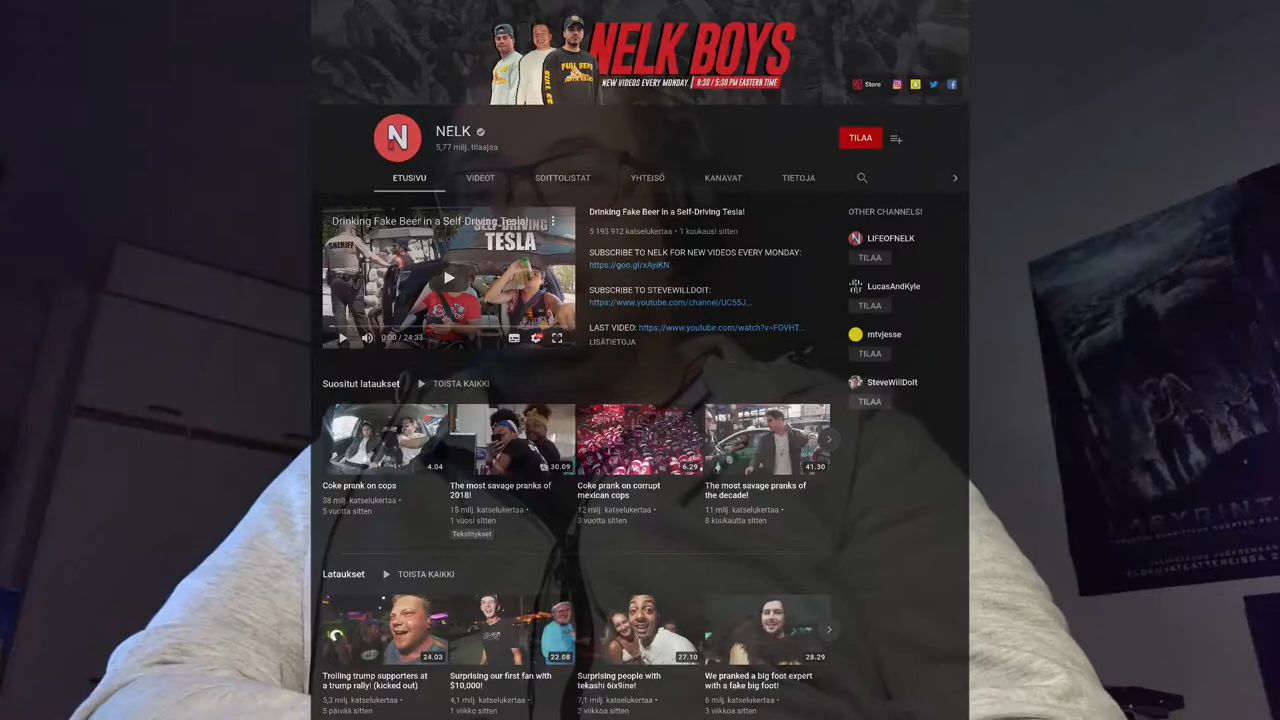 NELK BOYS
NEW VIDEOS EVERY MONDAY | 8:30 / 5:30 PM EASTERN TIME
Store
NELK
5,77 milj. tilaajaa
TILAA
ETUSIVU VIDEOT SOITTOLISTAT YHTEISÖ KANAVAT TIETOJA
Drinking Fake Beer in a Self-Driving Tesla!
SELF-DRIVING
TESLA
SHERIFF
0:00 / 24:33
Drinking Fake Beer in a Self-Driving Tesla!
5 193 912 katselukertaa • 1 kuukausi sitten
SUBSCRIBE TO NELK FOR NEW VIDEOS EVERY MONDAY:
https://goo.gl/xAyiKN
SUBSCRIBE TO STEVEWILLDOIT:
https://www.youtube.com/channel/UC55J...
LAST VIDEO: https://www.youtube.com/watch?v=FOVHT...
LISÄTIETOJA
OTHER CHANNELS!
LIFEOFNELK
TILAA
LucasAndKyle
TILAA
mtvjesse
TILAA
SteveWillDoIt
TILAA
Suositut lataukset TOISTA KAIKKI
4.04
30.09
6.29
41.30
Coke prank on cops
38 milj. katselukertaa •
5 vuotta sitten
The most savage pranks of
2018!
15 milj. katselukertaa •
1 vuosi sitten
Tekstitykset
Coke prank on corrupt
mexican cops
12 milj. katselukertaa •
3 vuotta sitten
The most savage pranks of
the decade!
11 milj. katselukertaa •
8 kuukautta sitten
Lataukset TOISTA KAIKKI
24.03
22.08
27.10
28.29
Trolling trump supporters at
a trump rally! (kicked out)
5,3 milj. katselukertaa •
5 päivää sitten
Surprising our first fan with
$10,000!
4,1 milj. katselukertaa •
1 viikko sitten
Surprising people with
tekashi 6ix9ine!
7,1 milj. katselukertaa •
2 viikkoa sitten
We pranked a big foot expert
with a fake big foot!
6 milj. katselukertaa •
3 viikkoa sitten
LABYRINT